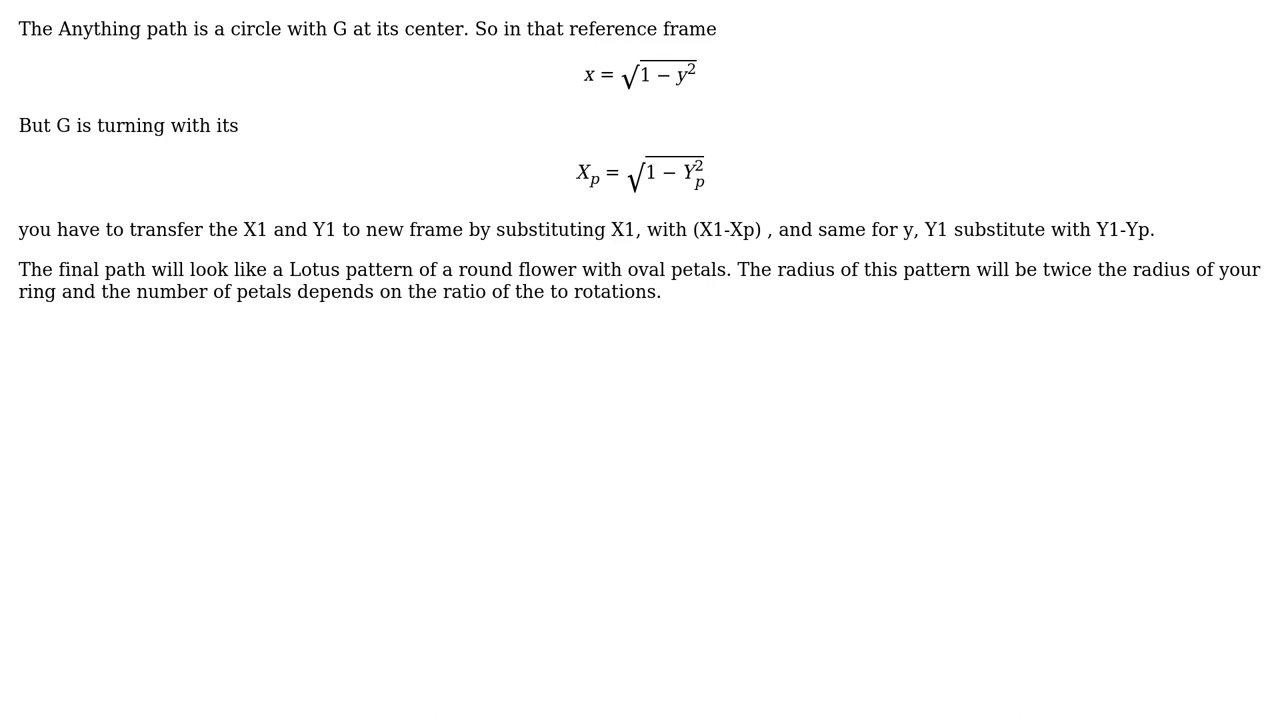 The Anything path is a circle with G at its center. So in that reference frame
x = √(1 − y²)
But G is turning with its
Xₚ = √(1 − Yₚ²)
you have to transfer the X1 and Y1 to new frame by substituting X1, with (X1-Xp) , and same for y, Y1 substitute with Y1-Yp.
The final path will look like a Lotus pattern of a round flower with oval petals. The radius of this pattern will be twice the radius of your
ring and the number of petals depends on the ratio of the to rotations.